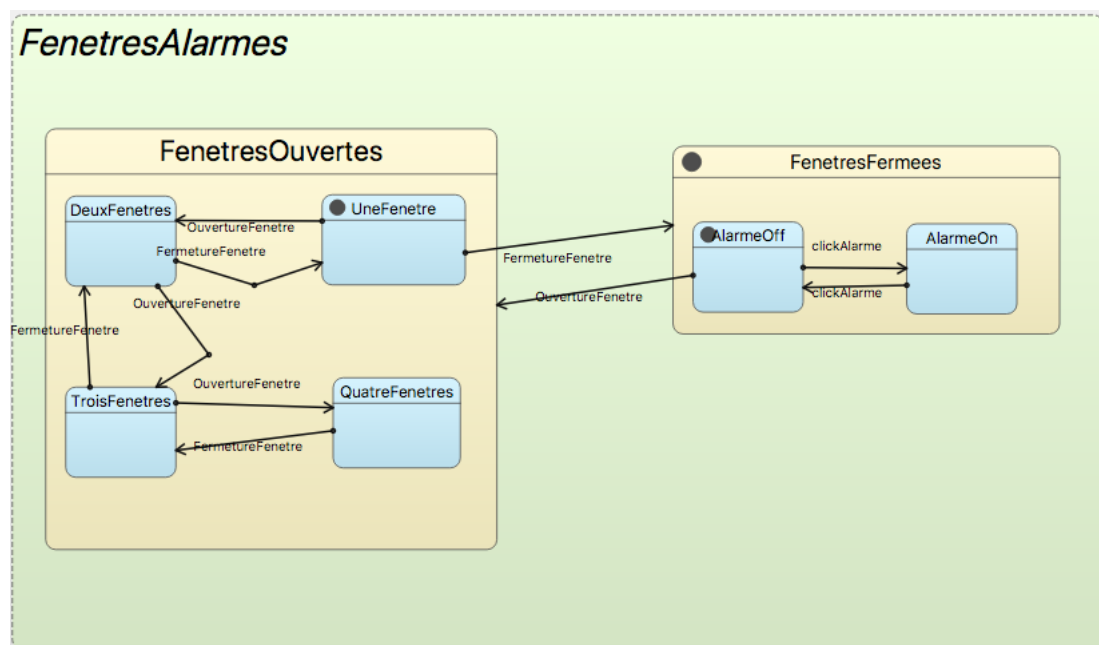 FenetresAlarmes
FenetresOuvertes
DeuxFenetres
UneFenetre
OuvertureFenetre
FermetureFenetre
OuvertureFenetre
FermetureFenetre
TroisFenetres
OuvertureFenetre
QuatreFenetres
FermetureFenetre
FermetureFenetre
OuvertureFenetre
FenetresFermees
AlarmeOff
clickAlarme
AlarmeOn
clickAlarme